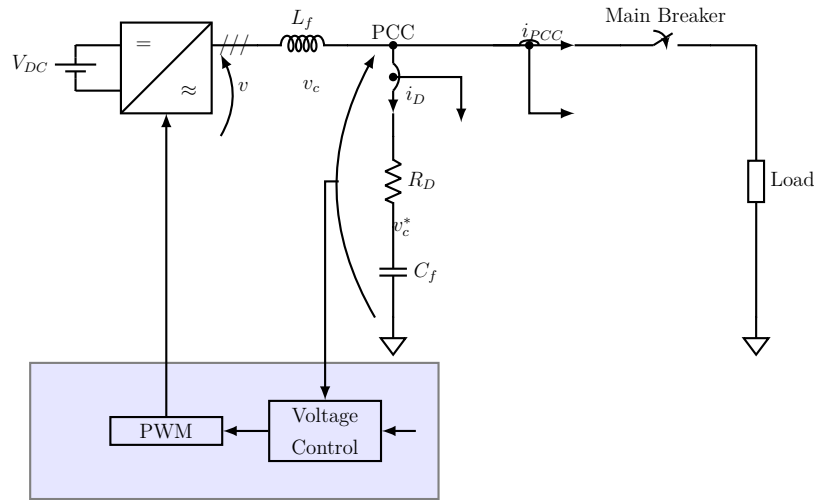 L_f
PCC
i_PCC
Main Breaker
V_DC
=
≈
v
v_c
i_D
R_D
Load
v_c^*
C_f
Voltage
Control
PWM